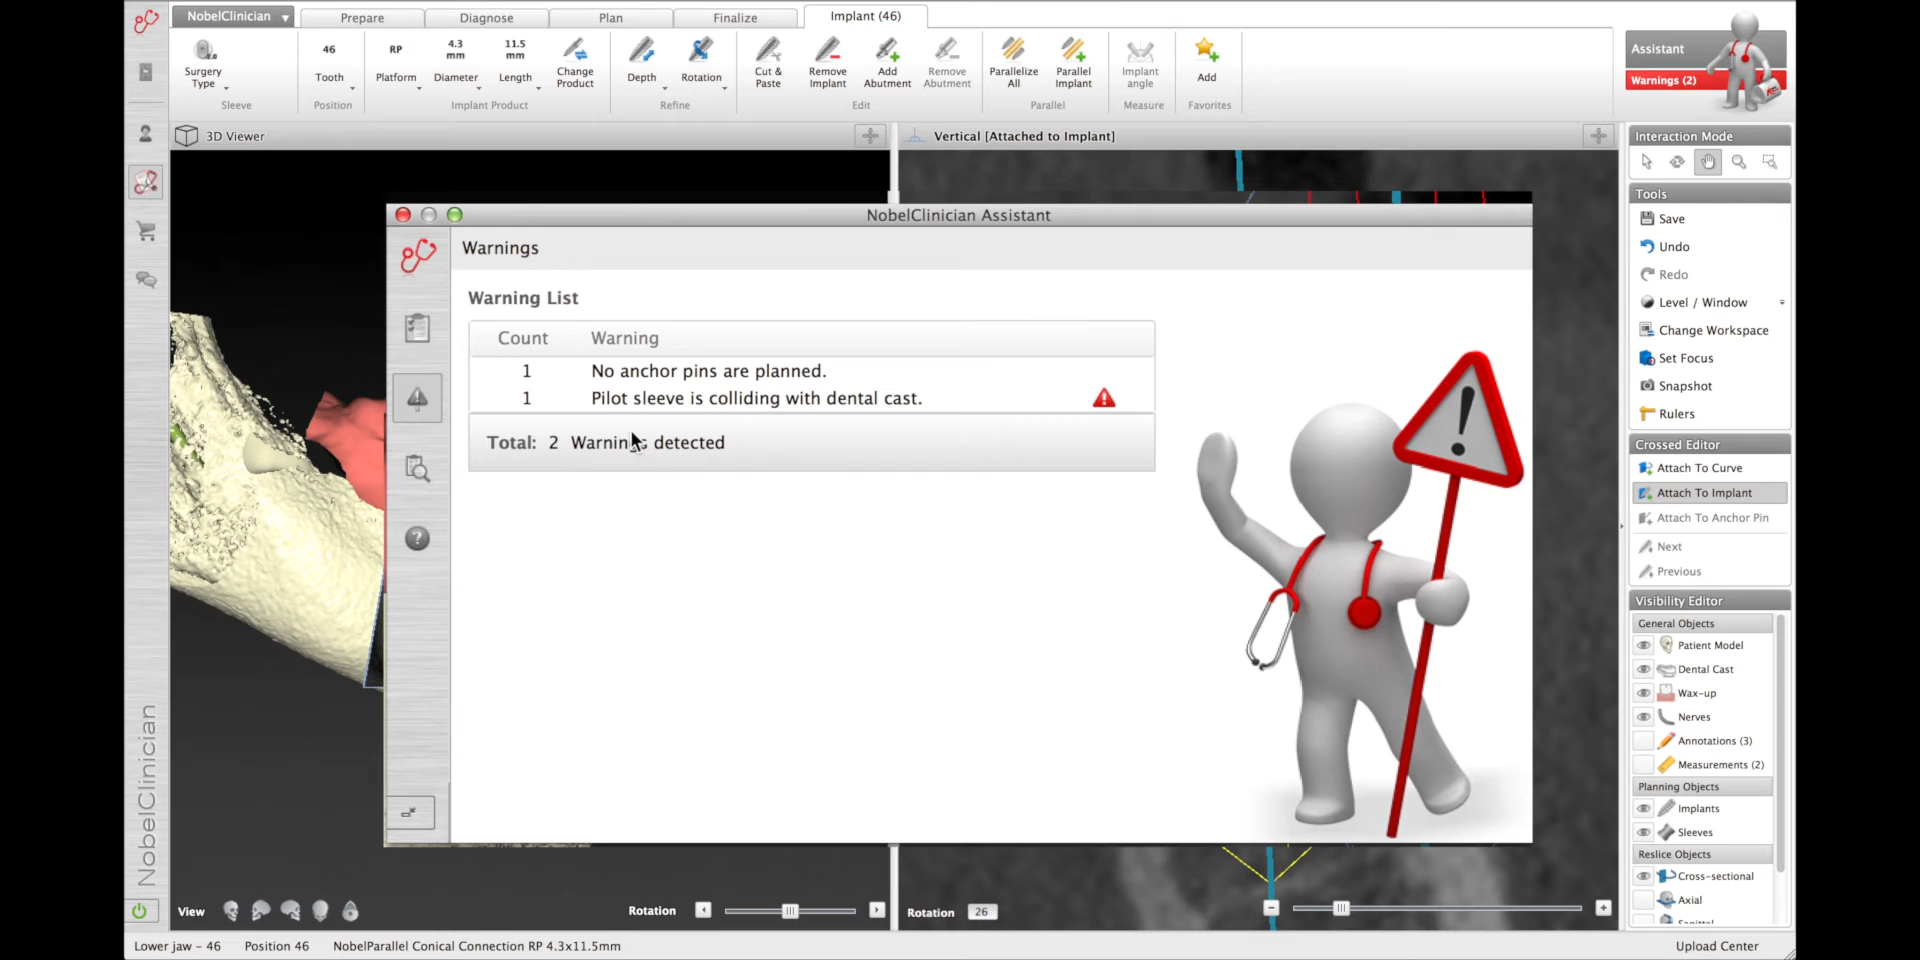 NobelClinician
Prepare
Diagnose
Plan
Finalize
Implant (46)
46
RP
4.3
mm
11.5
mm
Surgery
Type
Tooth
Platform
Diameter
Length
Change
Product
Depth
Rotation
Cut &
Paste
Remove
Implant
Add
Abutment
Remove
Abutment
Parallelize
All
Parallel
Implant
Implant
angle
Add
Sleeve
Position
Implant Product
Refine
Edit
Parallel
Measure
Favorites
Assistant
Warnings (2)
3D Viewer
Vertical [Attached to Implant]
NobelClinician Assistant
Warnings
Warning List
Count
Warning
1
No anchor pins are planned.
1
Pilot sleeve is colliding with dental cast.
Total: 2 Warnings detected
Interaction Mode
Tools
Save
Undo
Redo
Level / Window
Change Workspace
Set Focus
Snapshot
Rulers
Crossed Editor
Attach To Curve
Attach To Implant
Attach To Anchor Pin
Next
Previous
Visibility Editor
General Objects
Patient Model
Dental Cast
Wax-up
Nerves
Annotations (3)
Measurements (2)
Planning Objects
Implants
Sleeves
Reslice Objects
Cross-sectional
Axial
Sagittal
NobelClinician
View
Rotation
Rotation
26
Lower jaw - 46
Position 46
NobelParallel Conical Connection RP 4.3x11.5mm
Upload Center